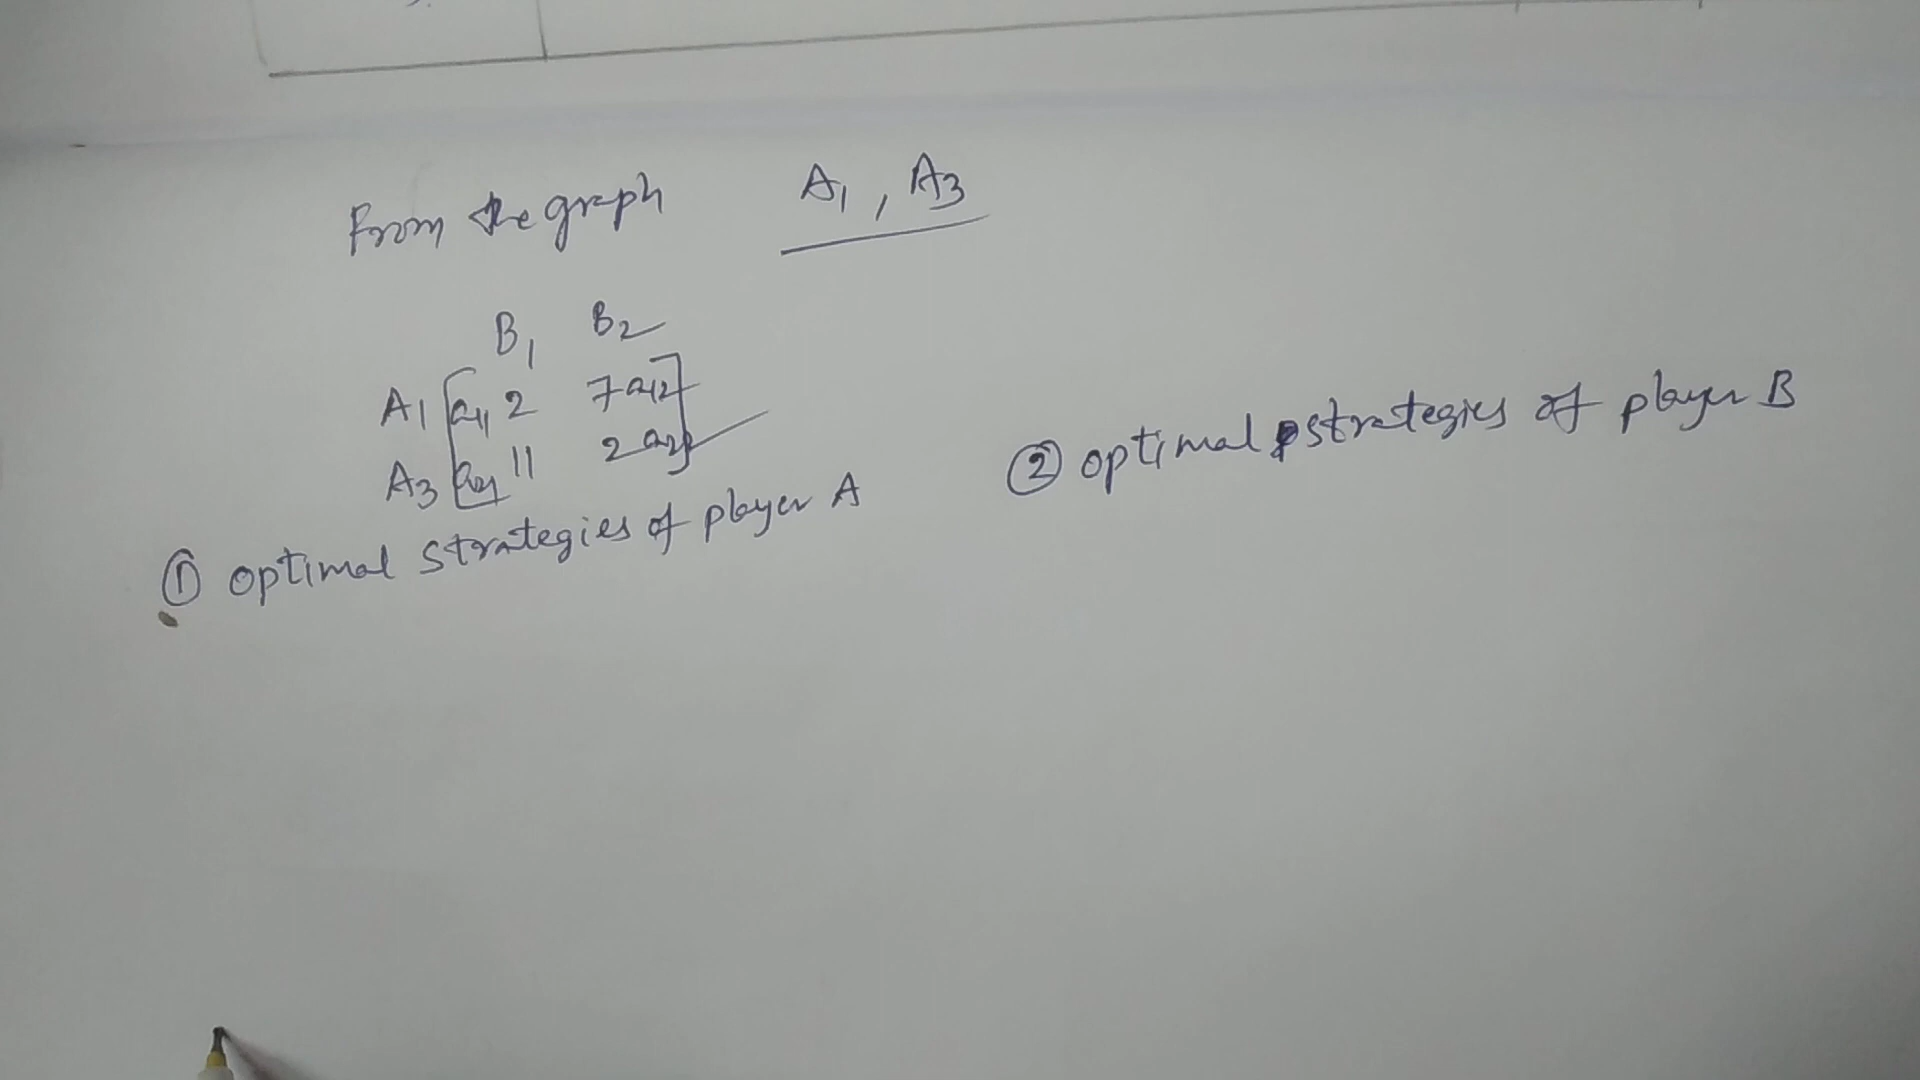 From the graph A1, A3
B1 B2
A1 a11 2 7 a12
A3 a21 11 2 a22
① optimal strategies of player A
② optimal strategies of player B